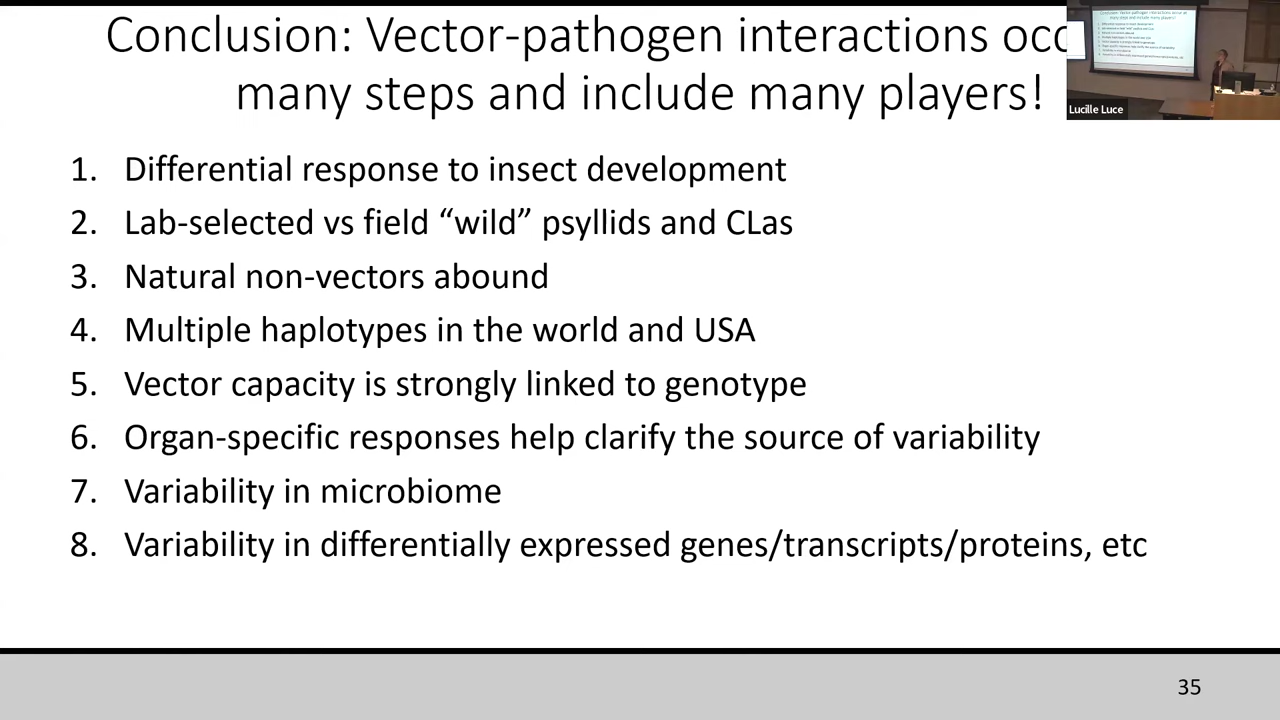 Conclusion: Vector-pathogen interactions
many steps and include many players!
Lucille Luce
1. Differential response to insect development
2. Lab-selected vs field “wild” psyllids and CLas
3. Natural non-vectors abound
4. Multiple haplotypes in the world and USA
5. Vector capacity is strongly linked to genotype
6. Organ-specific responses help clarify the source of variability
7. Variability in microbiome
8. Variability in differentially expressed genes/transcripts/proteins, etc
35